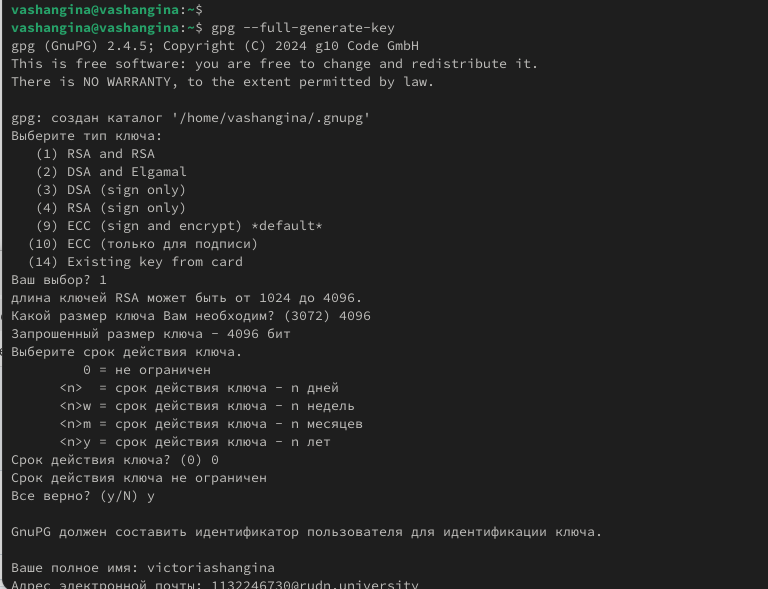 vashangina@vashangina:~$
vashangina@vashangina:~$ gpg --full-generate-key
gpg (GnuPG) 2.4.5; Copyright (C) 2024 g10 Code GmbH
This is free software: you are free to change and redistribute it.
There is NO WARRANTY, to the extent permitted by law.
gpg: создан каталог '/home/vashangina/.gnupg'
Выберите тип ключа:
(1) RSA and RSA
(2) DSA and Elgamal
(3) DSA (sign only)
(4) RSA (sign only)
(9) ECC (sign and encrypt) *default*
(10) ECC (только для подписи)
(14) Existing key from card
Ваш выбор? 1
длина ключей RSA может быть от 1024 до 4096.
Какой размер ключа Вам необходим? (3072) 4096
Запрошенный размер ключа - 4096 бит
Выберите срок действия ключа.
0 = не ограничен
<n> = срок действия ключа - n дней
<n>w = срок действия ключа - n недель
<n>m = срок действия ключа - n месяцев
<n>y = срок действия ключа - n лет
Срок действия ключа? (0) 0
Срок действия ключа не ограничен
Все верно? (y/N) y
GnuPG должен составить идентификатор пользователя для идентификации ключа.
Ваше полное имя: victoriashangina
Адрес электронной почты: 1132246730@rudn.university